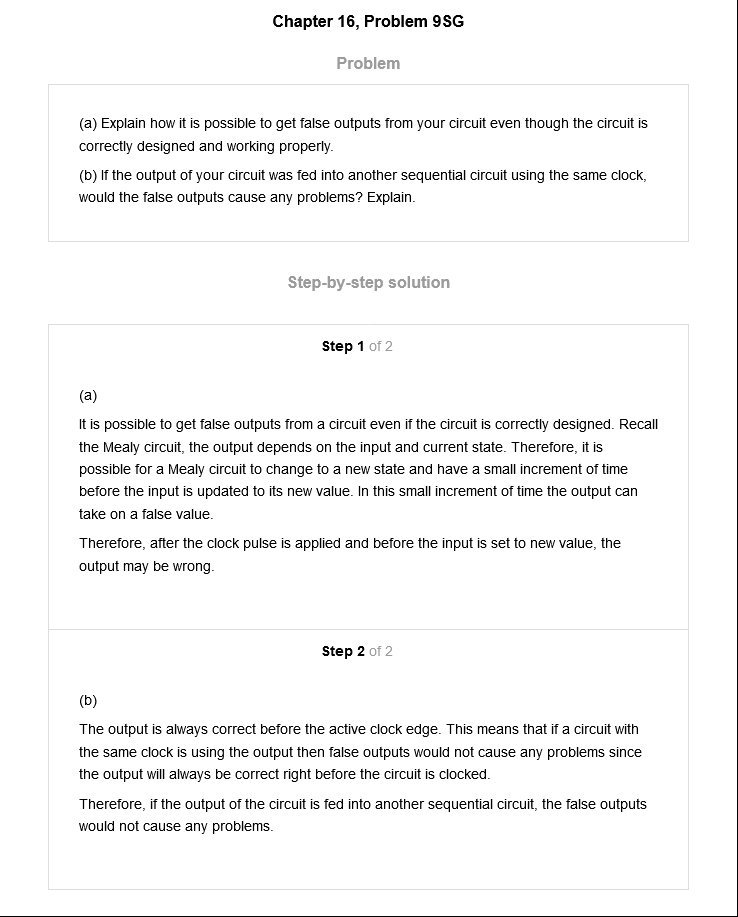 Chapter 16, Problem 9SG
Problem
(a) Explain how it is possible to get false outputs from your circuit even though the circuit is
correctly designed and working properly.
(b) If the output of your circuit was fed into another sequential circuit using the same clock,
would the false outputs cause any problems? Explain.
Step-by-step solution
Step 1 of 2
(a)
It is possible to get false outputs from a circuit even if the circuit is correctly designed. Recall
the Mealy circuit, the output depends on the input and current state. Therefore, it is
possible for a Mealy circuit to change to a new state and have a small increment of time
before the input is updated to its new value. In this small increment of time the output can
take on a false value.
Therefore, after the clock pulse is applied and before the input is set to new value, the
output may be wrong.
Step 2 of 2
(b)
The output is always correct before the active clock edge. This means that if a circuit with
the same clock is using the output then false outputs would not cause any problems since
the output will always be correct right before the circuit is clocked.
Therefore, if the output of the circuit is fed into another sequential circuit, the false outputs
would not cause any problems.